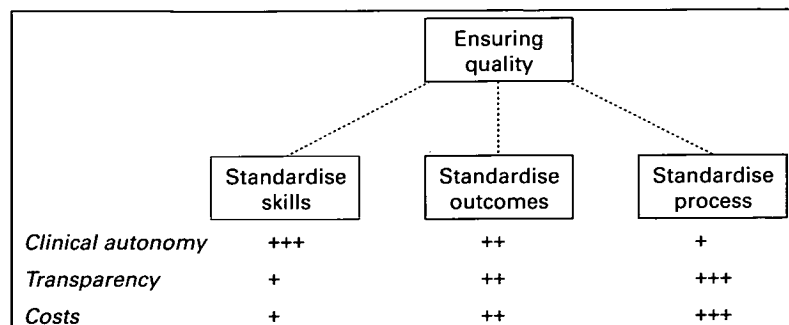 Ensuring
quality
Standardise
skills
Standardise
outcomes
Standardise
process
Clinical autonomy +++ ++ +
Transparency + ++ +++
Costs + ++ +++